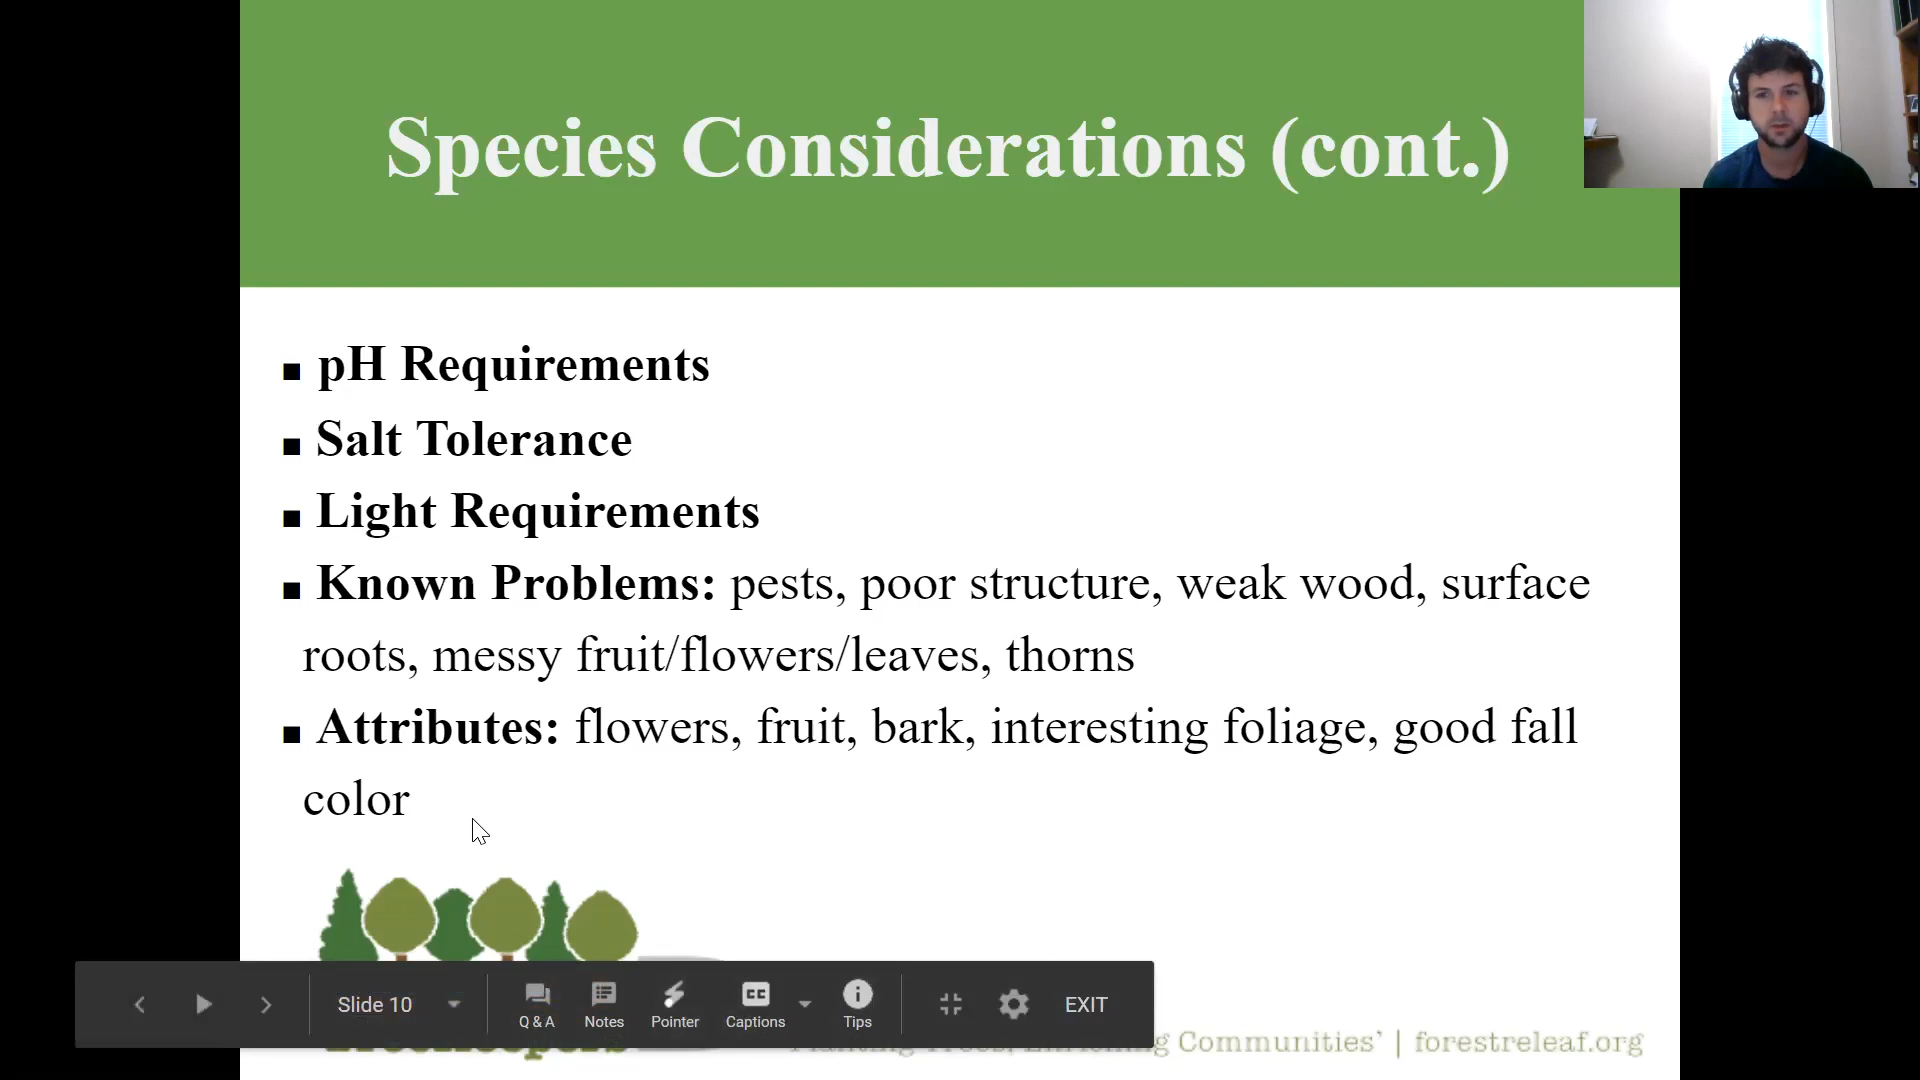 Species Considerations (cont.)
■ pH Requirements
■ Salt Tolerance
■ Light Requirements
■ Known Problems: pests, poor structure, weak wood, surface
roots, messy fruit/flowers/leaves, thorns
■ Attributes: flowers, fruit, bark, interesting foliage, good fall
color
Slide 10
Q & A
Notes
Pointer
CC
Captions
Tips
EXIT
Communities' | forestreleaf.org